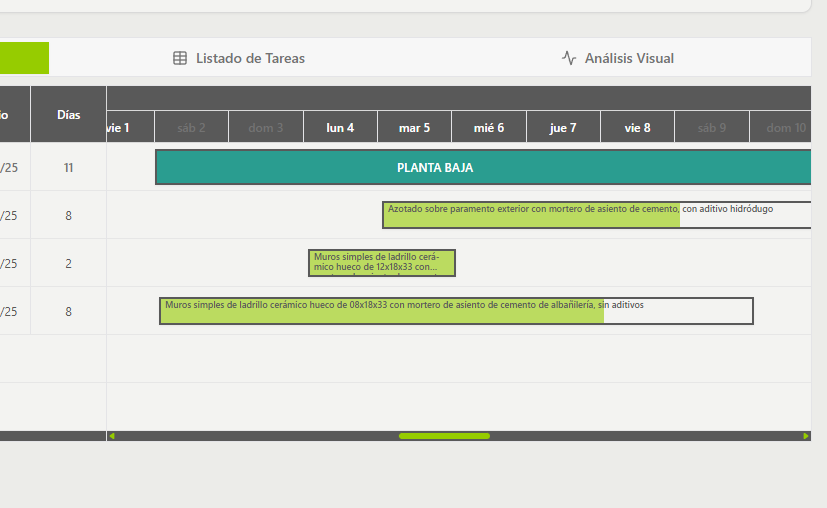 Listado de Tareas
Análisis Visual
io
Días
vie 1
sáb 2
dom 3
lun 4
mar 5
mié 6
jue 7
vie 8
sáb 9
dom 10
/25
11
PLANTA BAJA
/25
8
Azotado sobre paramento exterior con mortero de asiento de cemento, con aditivo hidródugo
/25
2
Muros simples de ladrillo cerá-
mico hueco de 12x18x33 con...
/25
8
Muros simples de ladrillo cerámico hueco de 08x18x33 con mortero de asiento de cemento de albañilería, sin aditivos